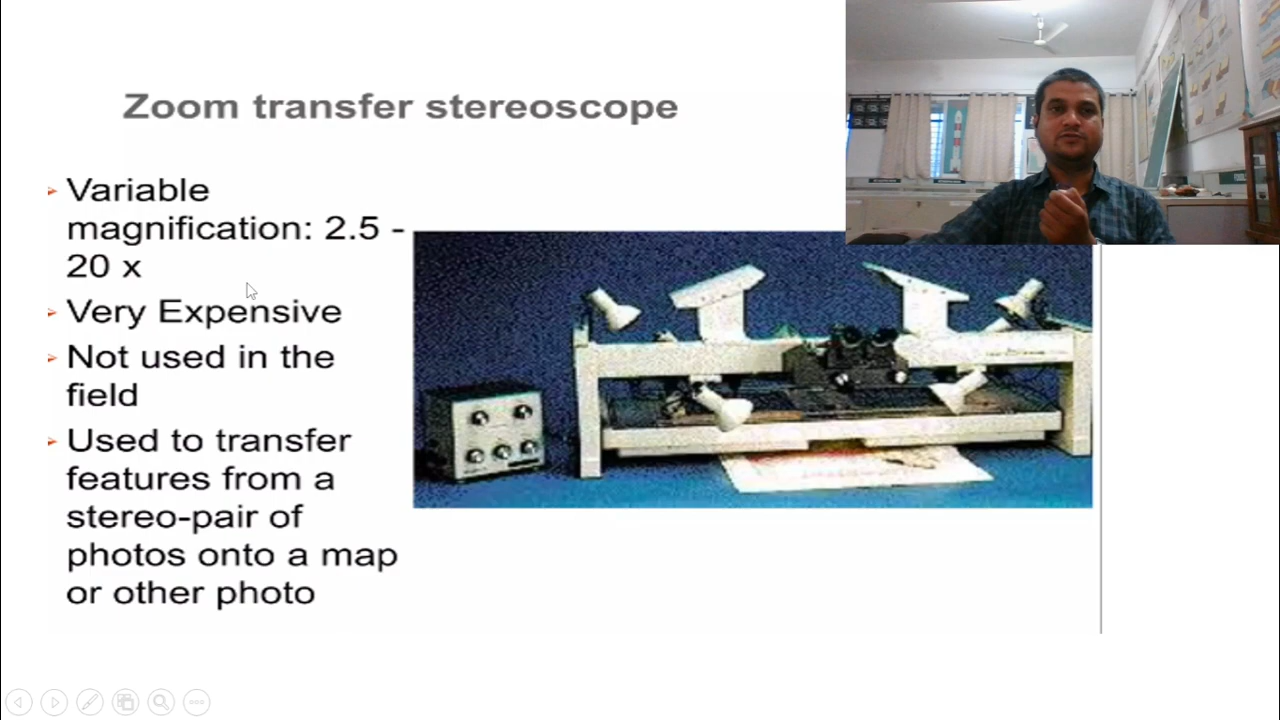 Zoom transfer stereoscope
Variable
magnification: 2.5 -
20 x
Very Expensive
Not used in the
field
Used to transfer
features from a
stereo-pair of
photos onto a map
or other photo